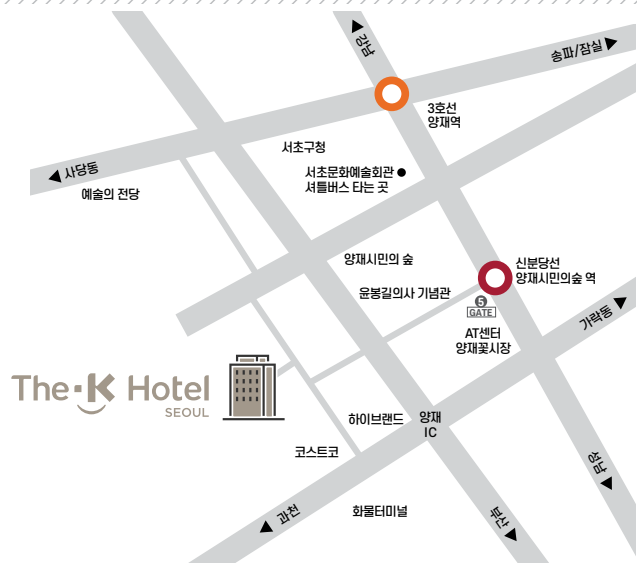 강남
송파/잠실
3호선
양재역
서초구청
사당동
서초문화예술회관
셔틀버스 타는 곳
예술의 전당
양재시민의 숲
신분당선
양재시민의숲 역
윤봉길의사 기념관
5
GATE
가락동
AT센터
양재꽃시장
The-K Hotel
SEOUL
하이브랜드
양재
IC
코스트코
성남
과천
화물터미널
부산